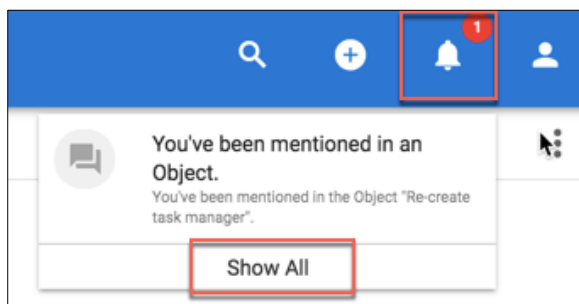 1
You've been mentioned in an
Object.
You've been mentioned in the Object "Re-create
task manager".
Show All